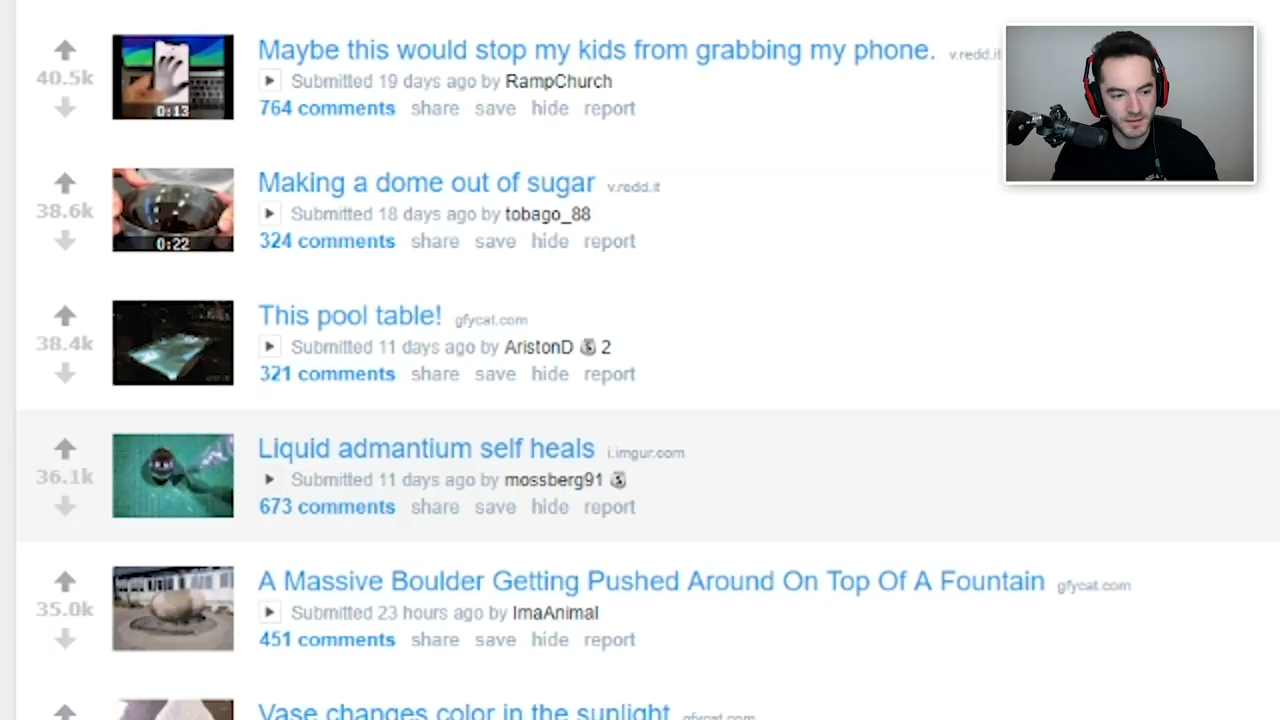 Maybe this would stop my kids from grabbing my phone. v.redd.it
40.5k
Submitted 19 days ago by RampChurch
0:13
764 comments share save hide report
Making a dome out of sugar v.redd.it
38.6k
Submitted 18 days ago by tobago_88
0:22
324 comments share save hide report
This pool table! gfycat.com
38.4k
Submitted 11 days ago by AristonD 2
321 comments share save hide report
Liquid admantium self heals i.imgur.com
36.1k
Submitted 11 days ago by mossberg91
673 comments share save hide report
A Massive Boulder Getting Pushed Around On Top Of A Fountain gfycat.com
35.0k
Submitted 23 hours ago by ImaAnimal
451 comments share save hide report
Vase changes color in the sunlight gfycat.com